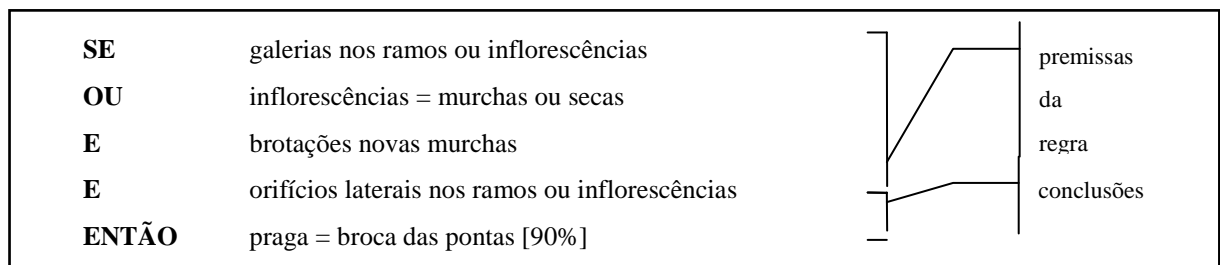 SE galerias nos ramos ou inflorescências
OU inflorescências = murchas ou secas
E brotações novas murchas
E orifícios laterais nos ramos ou inflorescências
ENTÃO praga = broca das pontas [90%]
premissas
da
regra
conclusões